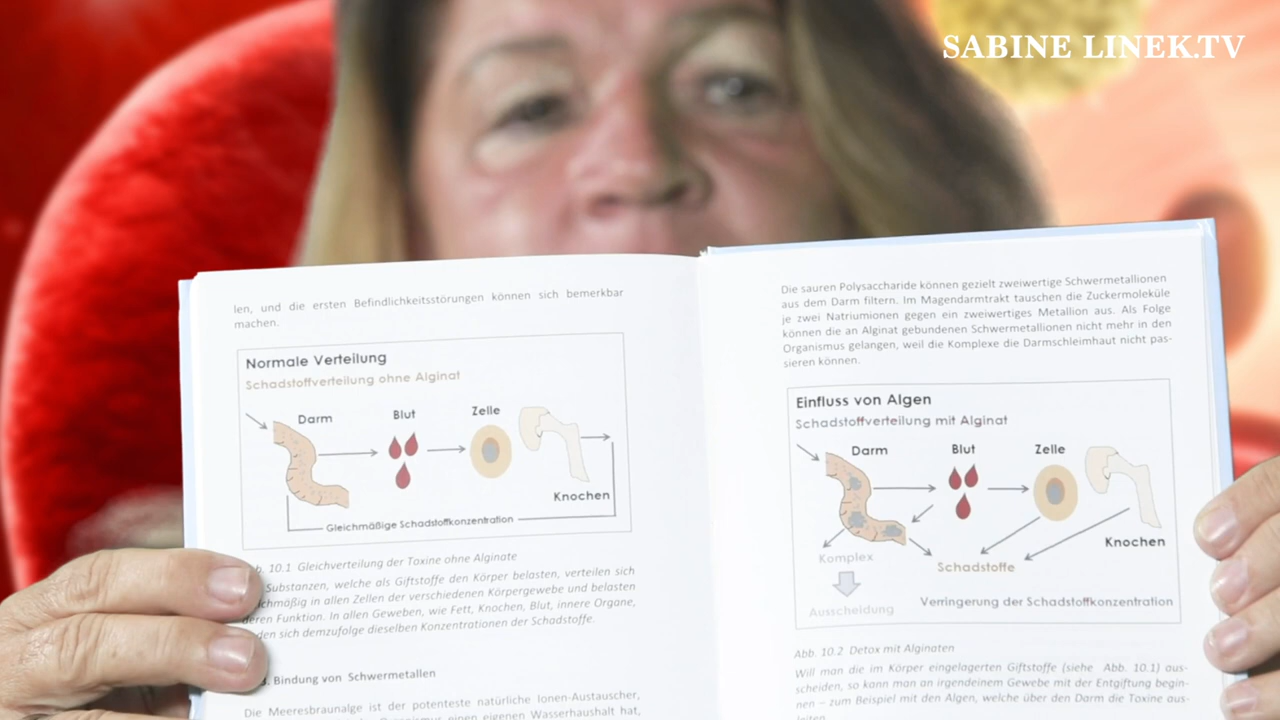 SABINE LINEK.TV
len, und die ersten Befindlichkeitsstörungen können sich bemerkbar
machen.
Normale Verteilung
Schadstoffverteilung ohne Alginat
Darm
Blut
Zelle
Knochen
Gleichmäßige Schadstoffkonzentration
10.1 Gleichverteilung der Toxine ohne Alginate
Substanzen, welche als Giftstoffe den Körper belasten, verteilen sich
chmäßig in allen Zellen der verschiedenen Körpergewebe und belasten
deren Funktion. In allen Geweben, wie Fett, Knochen, Blut, innere Organe,
den sich demzufolge dieselben Konzentrationen der Schadstoffe.
Bindung von Schwermetallen
Die Meeresbraunalge ist der potenteste natürliche Ionen-Austauscher,
einen eigenen Wasserhaushalt hat,
Die sauren Polysaccharide können gezielt zweiwertige Schwermetallionen
aus dem Darm filtern. Im Magendarmtrakt tauschen die Zuckermoleküle
je zwei Natriumionen gegen ein zweiwertiges Metallion aus. Als Folge
können die an Alginat gebundenen Schwermetallionen nicht mehr in den
Organismus gelangen, weil die Komplexe die Darmschleimhaut nicht pas-
sieren können.
Einfluss von Algen
Schadstoffverteilung mit Alginat
Darm
Blut
Zelle
Knochen
Komplex
Schadstoffe
Ausscheidung
Verringerung der Schadstoffkonzentration
Abb. 10.2 Detox mit Alginaten
Will man die im Körper eingelagerten Giftstoffe (siehe Abb. 10.1) aus-
scheiden, so kann man an irgendeinem Gewebe mit der Entgiftung begin-
nen – zum Beispiel mit den Algen, welche über den Darm die Toxine aus-
leiten.